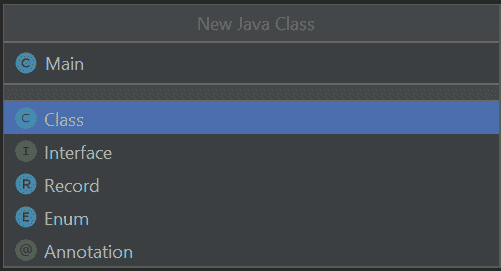 New Java Class
C Main
C Class
I Interface
R Record
E Enum
@ Annotation